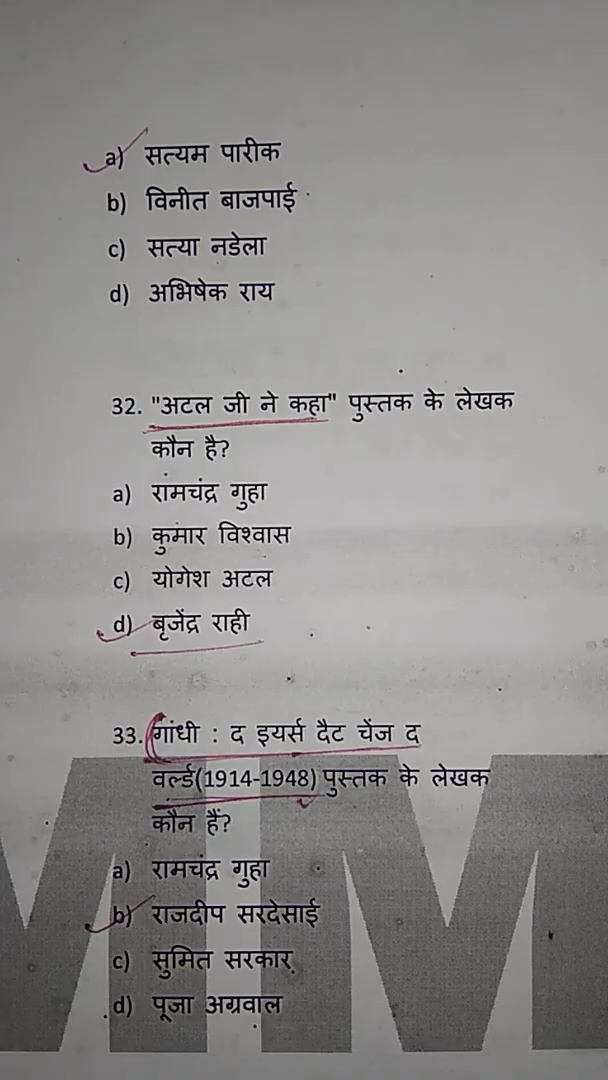 a) सत्यम पारीक
b) विनीत बाजपाई
c) सत्या नडेला
d) अभिषेक राय
32. "अटल जी ने कहा" पुस्तक के लेखक
कौन है?
a) रामचंद्र गुहा
b) कुमार विश्वास
c) योगेश अटल
d) बृजेंद्र राही
33. गांधी : द इयर्स दैट चेंज द
वर्ल्ड(1914-1948) पुस्तक के लेखक
कौन हैं?
a) रामचंद्र गुहा
b) राजदीप सरदेसाई
c) सुमित सरकार
d) पूजा अग्रवाल
MM